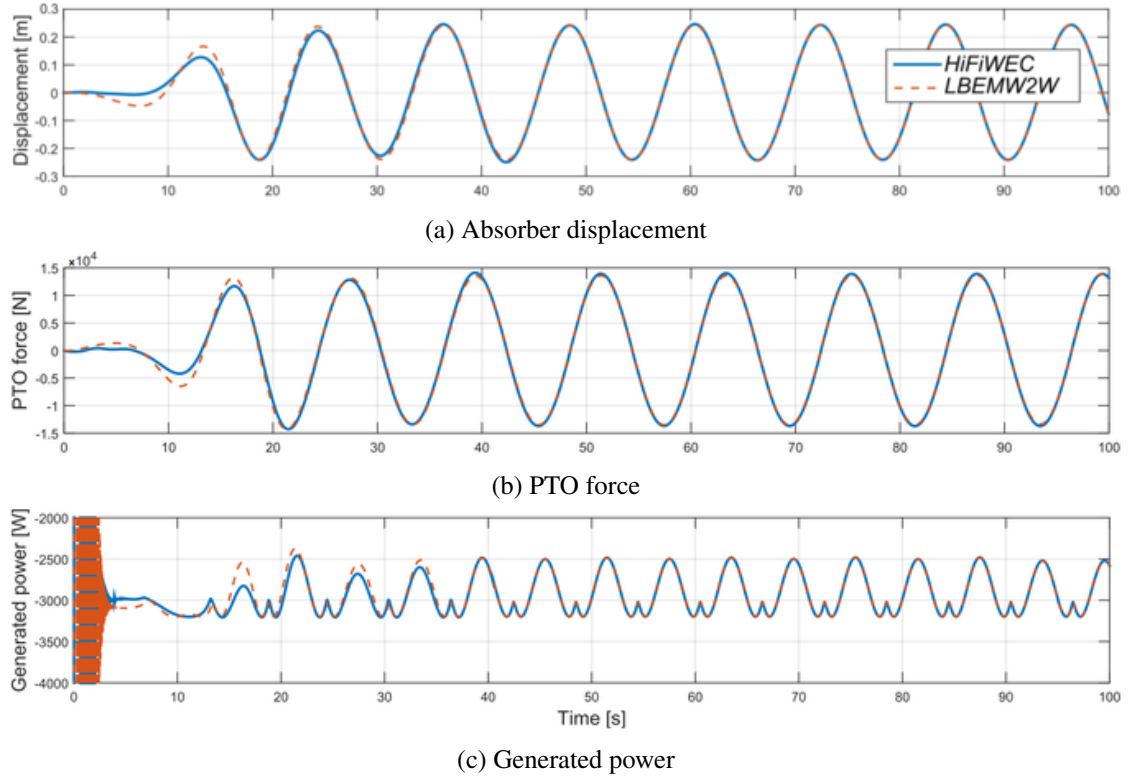 Displacement [m]
0.3
0.2
0.1
0
-0.1
-0.2
-0.3
0 10 20 30 40 50 60 70 80 90 100
HiFiWEC
LBEMW2W
(a) Absorber displacement
PTO force [N]
×10⁴
1.5
1
0.5
0
-0.5
-1
-1.5
0 10 20 30 40 50 60 70 80 90 100
(b) PTO force
Generated power [W]
-2000
-2500
-3000
-3500
-4000
0 10 20 30 40 50 60 70 80 90 100
Time [s]
(c) Generated power